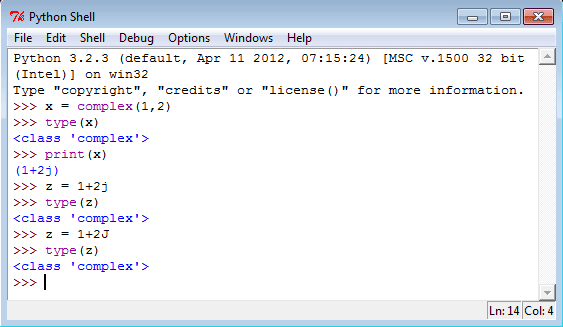 Python Shell
File Edit Shell Debug Options Windows Help
Python 3.2.3 (default, Apr 11 2012, 07:15:24) [MSC v.1500 32 bit
(Intel)] on win32
Type "copyright", "credits" or "license()" for more information.
>>> x = complex(1,2)
>>> type(x)
<class 'complex'>
>>> print(x)
(1+2j)
>>> z = 1+2j
>>> type(z)
<class 'complex'>
>>> z = 1+2J
>>> type(z)
<class 'complex'>
>>>
Ln: 14 Col: 4